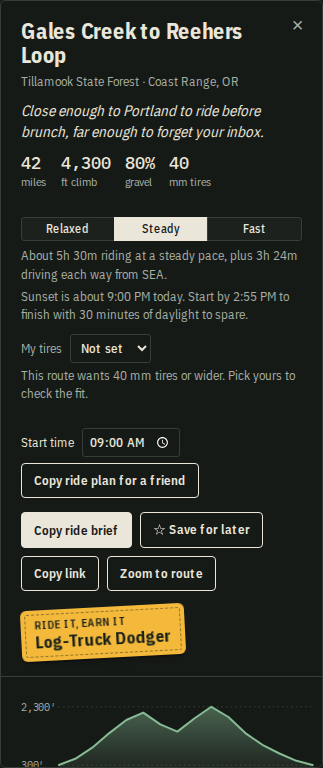 Gales Creek to Reehers
Loop
×
Tillamook State Forest · Coast Range, OR
Close enough to Portland to ride before
brunch, far enough to forget your inbox.
42 4,300 80% 40
miles ft climb gravel mm tires
Relaxed Steady Fast
About 5h 30m riding at a steady pace, plus 3h 24m
driving each way from SEA.
Sunset is about 9:00 PM today. Start by 2:55 PM to
finish with 30 minutes of daylight to spare.
My tires Not set
This route wants 40 mm tires or wider. Pick yours to
check the fit.
Start time 09:00 AM
Copy ride plan for a friend
Copy ride brief ☆ Save for later
Copy link Zoom to route
RIDE IT, EARN IT
Log-Truck Dodger
2,300′
300′